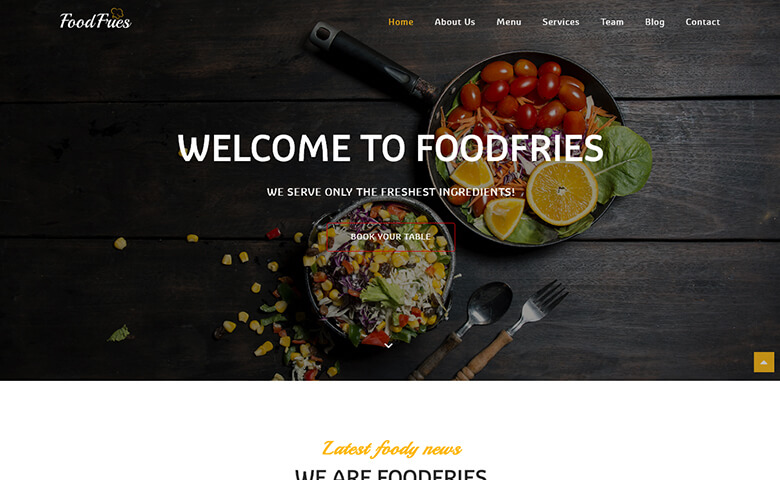 FoodFries
Home About Us Menu Services Team Blog Contact
WELCOME TO FOODFRIES
WE SERVE ONLY THE FRESHEST INGREDIENTS!
BOOK YOUR TABLE
Latest foody news
WE ARE FOODFRIES